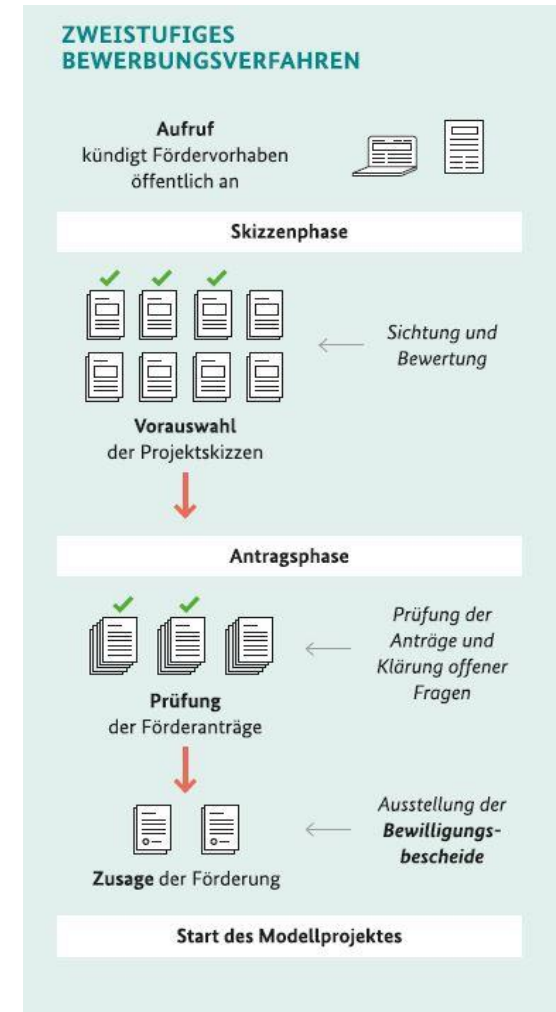 ZWEISTUFIGES
BEWERBUNGSVERFAHREN
Aufruf
kündigt Fördervorhaben
öffentlich an
Skizzenphase
Sichtung und
Bewertung
Vorauswahl
der Projektskizzen
Antragsphase
Prüfung der
Anträge und
Klärung offener
Fragen
Prüfung
der Förderanträge
Ausstellung der
Bewilligungs-
bescheide
Zusage der Förderung
Start des Modellprojektes